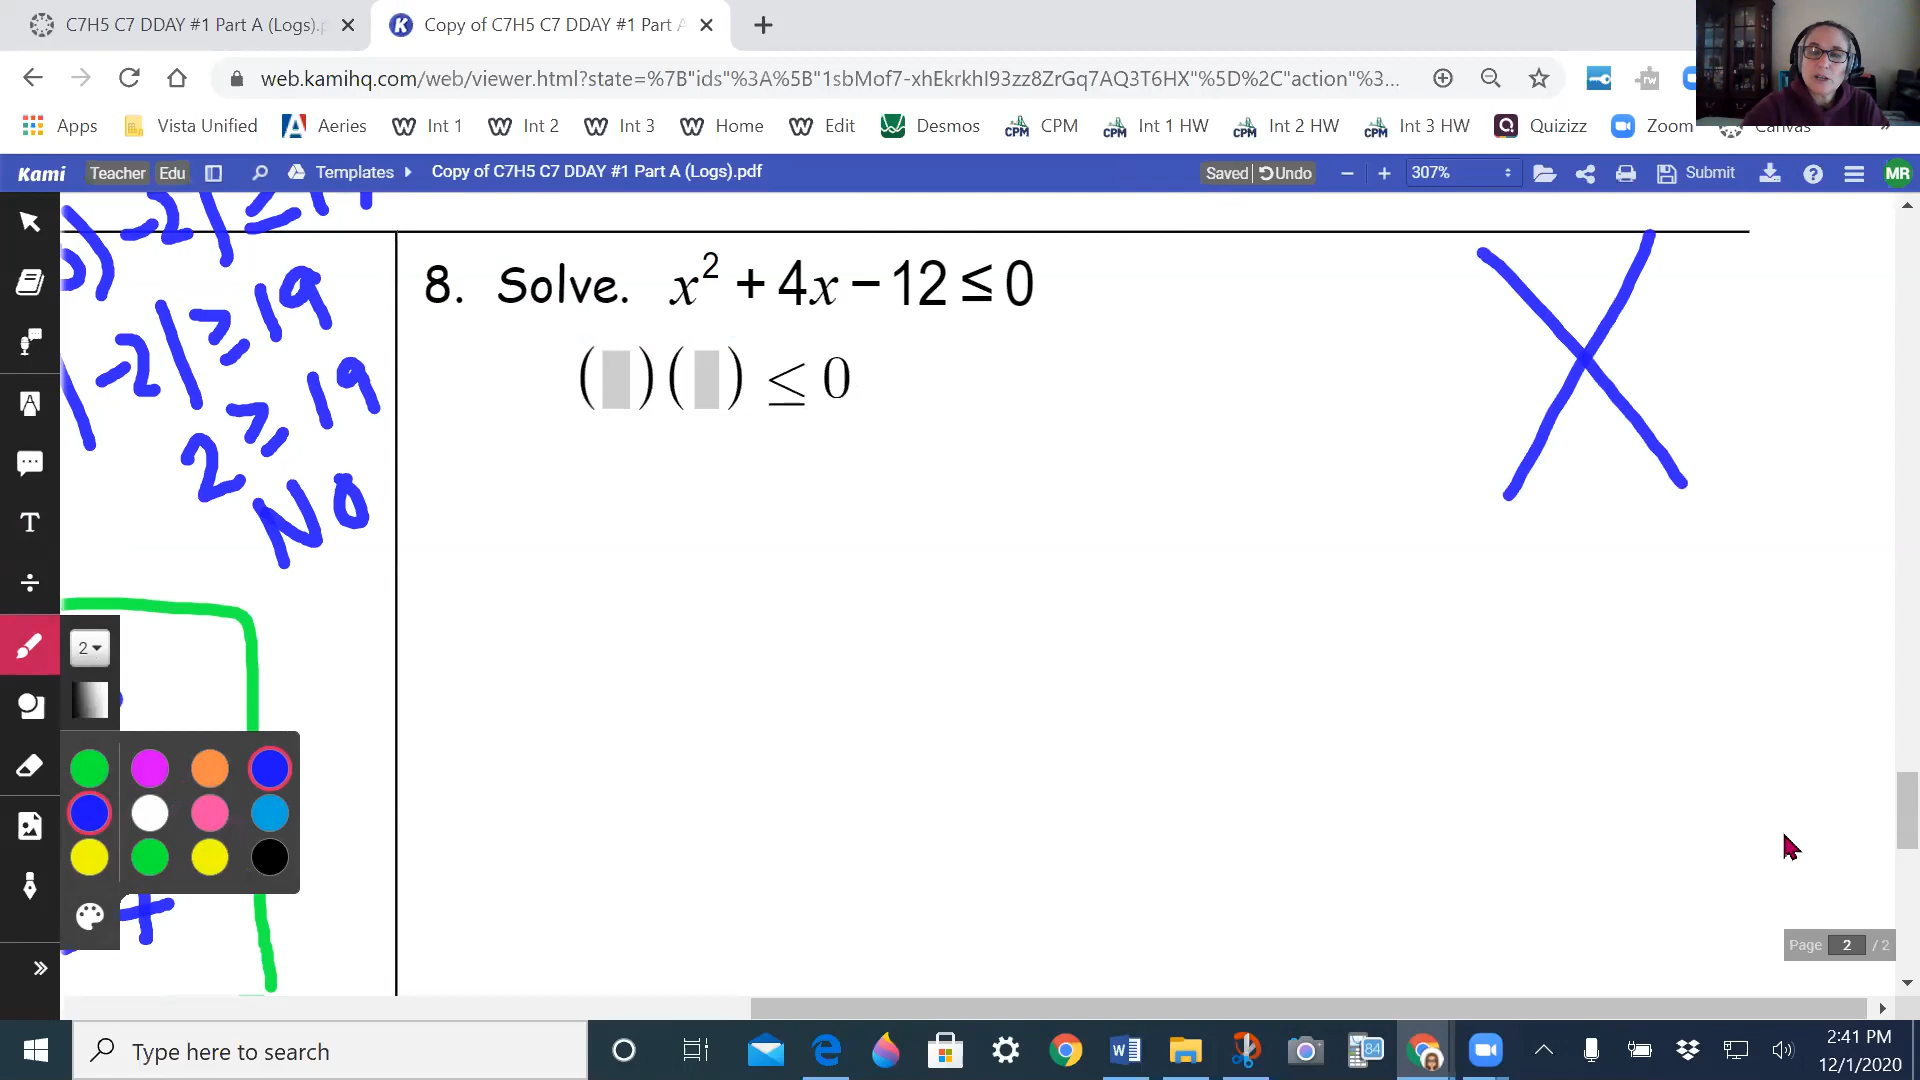 C7H5 C7 DDAY #1 Part A (Logs).p
Copy of C7H5 C7 DDAY #1 Part A
web.kamihq.com/web/viewer.html?state=%7B"ids"%3A%5B"1sbMof7-xhEkrkhI93zz8ZrGq7AQ3T6HX"%5D%2C"action"%3...
Apps Vista Unified Aeries Int 1 Int 2 Int 3 Home Edit Desmos CPM Int 1 HW Int 2 HW Int 3 HW Quizizz Zoom Canvas »
Kami Teacher Edu Templates Copy of C7H5 C7 DDAY #1 Part A (Logs).pdf Saved Undo 307% Submit MR
-2| ≥ 19
-2| ≥ 19
2 ≥ 19
NO
8. Solve. x² + 4x − 12 ≤ 0
( )( ) ≤ 0
2
+
Page 2 / 2
Type here to search
84
2:41 PM
12/1/2020